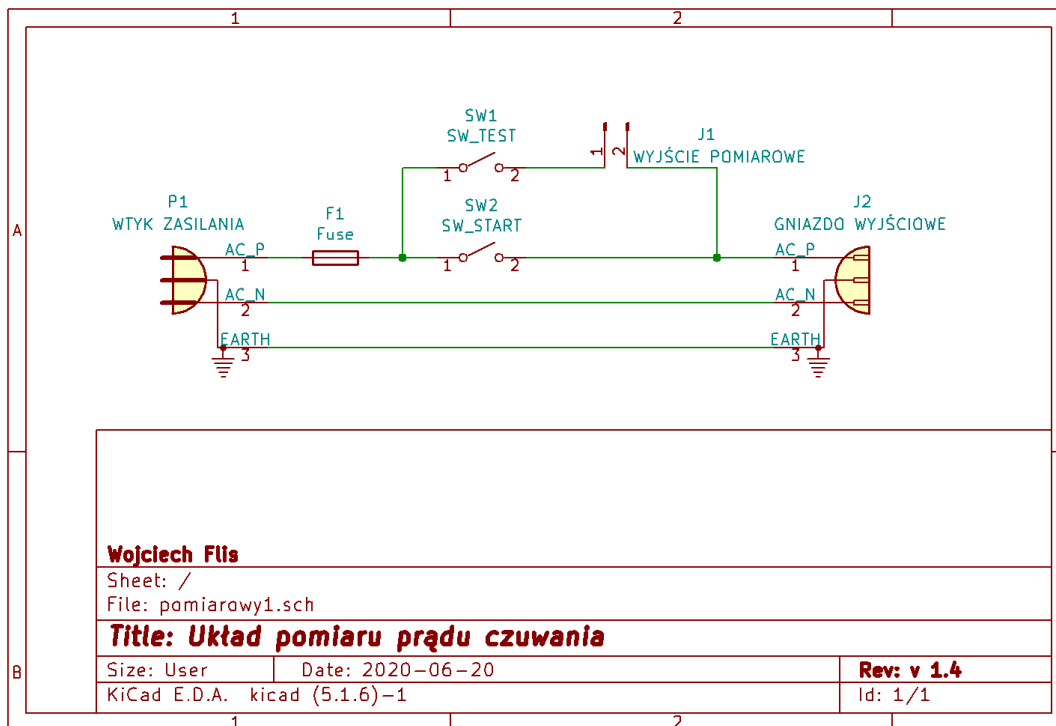 1 2
SW1
SW_TEST
J1
WYJŚCIE POMIAROWE
1 2
1 2
P1
WTYK ZASILANIA
F1
Fuse
SW2
SW_START
J2
GNIAZDO WYJŚCIOWE
A
AC_P
1
1 2
AC_P
1
AC_N
2
AC_N
2
EARTH
3
EARTH
3
Wojciech Flis
Sheet: /
File: pomiarowy1.sch
Title: Układ pomiaru prądu czuwania
B
Size: User Date: 2020-06-20 Rev: v 1.4
KiCad E.D.A. kicad (5.1.6)-1 Id: 1/1
1 2